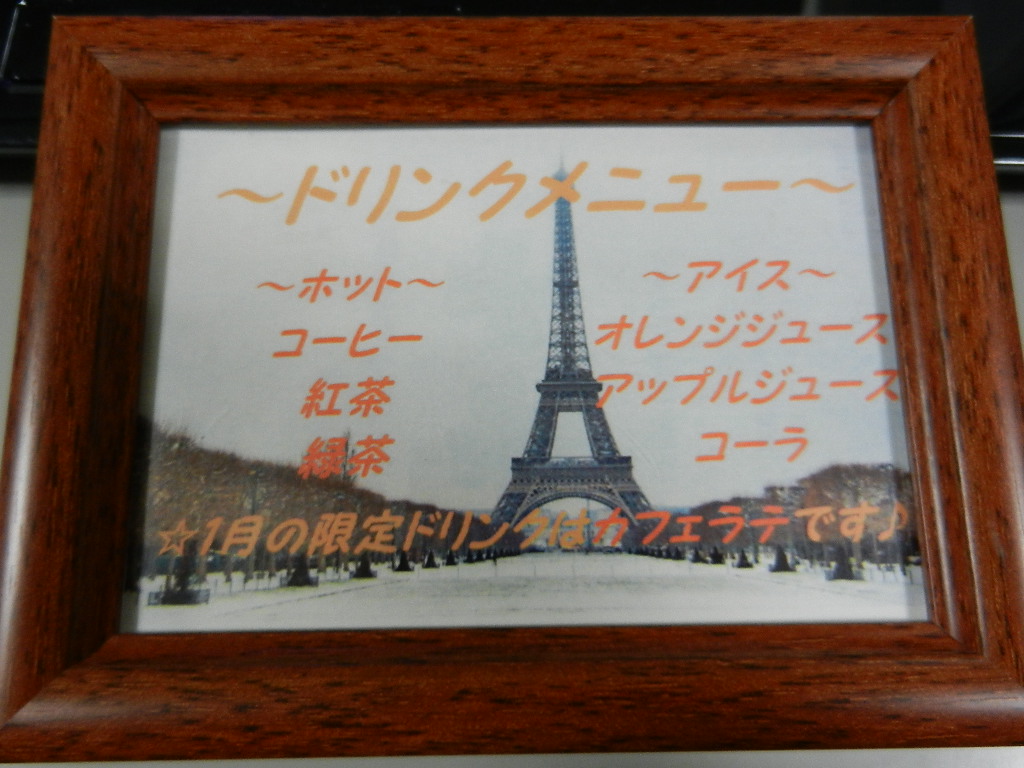 ～ドリンクメニュー～
～ホット～
コーヒー
紅茶
緑茶
～アイス～
オレンジジュース
アップルジュース
コーラ
☆1月の限定ドリンクはカフェラテです♪